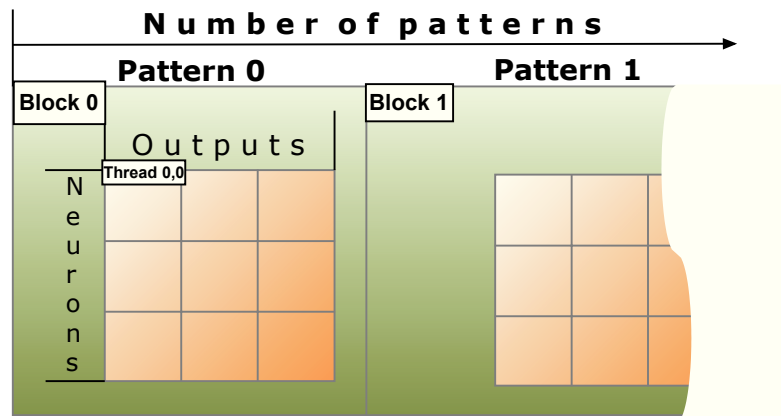 Number of patterns
Pattern 0
Pattern 1
Block 0
Block 1
Outputs
Thread 0,0
Neurons